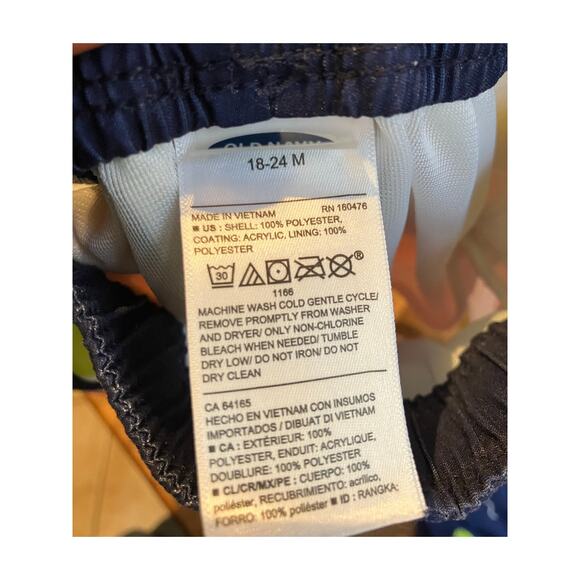 OLD NAVY
18-24 M
MADE IN VIETNAM RN 160476
■ US : SHELL: 100% POLYESTER,
COATING: ACRYLIC, LINING: 100%
POLYESTER
30 ®
1166
MACHINE WASH COLD GENTLE CYCLE/
REMOVE PROMPTLY FROM WASHER
AND DRYER/ ONLY NON-CHLORINE
BLEACH WHEN NEEDED/ TUMBLE
DRY LOW/ DO NOT IRON/ DO NOT
DRY CLEAN
CA 64165
HECHO EN VIETNAM CON INSUMOS
IMPORTADOS / DIBUAT DI VIETNAM
■ CA : EXTÉRIEUR: 100%
POLYESTER, ENDUIT: ACRYLIQUE,
DOUBLURE: 100% POLYESTER
■ CL/CR/MX/PE : CUERPO: 100%
poliéster, RECUBRIMIENTO: acrílico,
FORRO: 100% poliéster ■ ID : RANGKA: